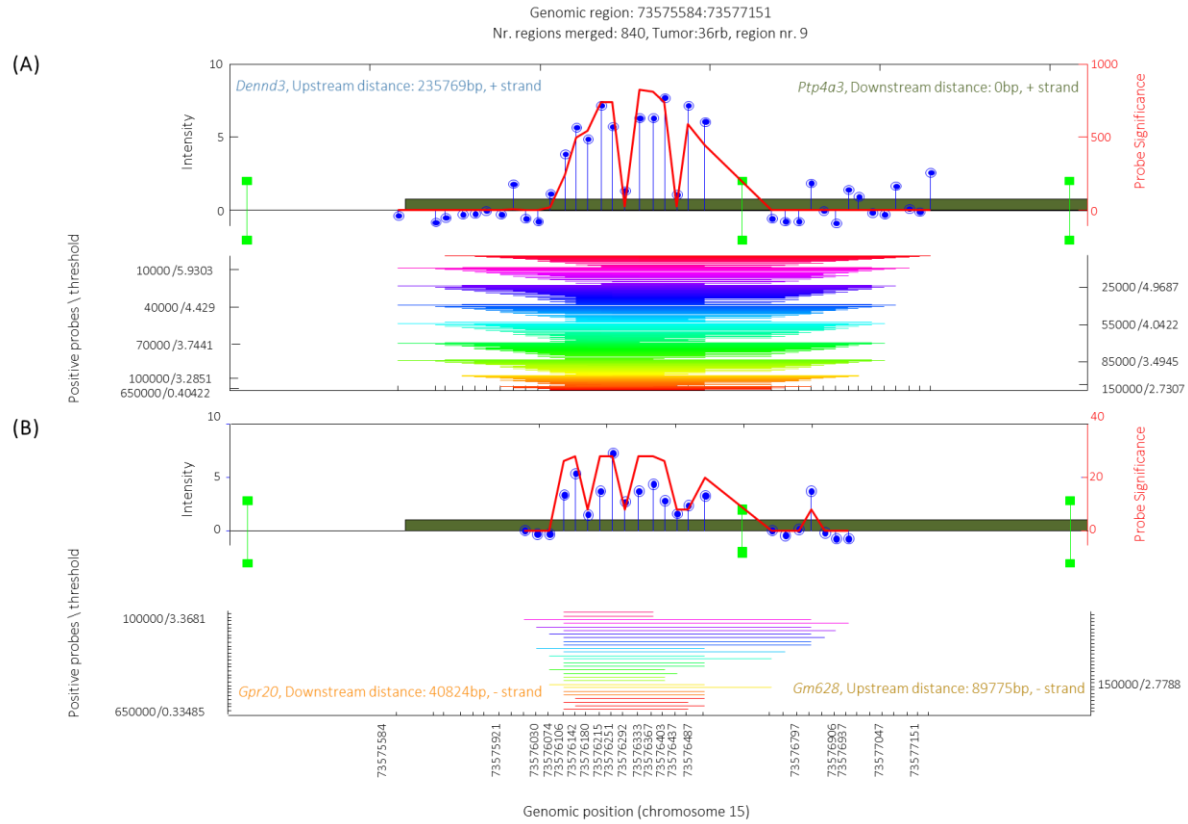 Genomic region: 73575584:73577151
Nr. regions merged: 840, Tumor:36rb, region nr. 9
(A)
10
1000
Dennd3, Upstream distance: 235769bp, + strand
Ptp4a3, Downstream distance: 0bp, + strand
Intensity
Probe Significance
5
500
0
0
Positive probes \ threshold
10000/5.9303
25000/4.9687
40000/4.429
55000/4.0422
70000/3.7441
85000/3.4945
100000/3.2851
150000/2.7307
650000/0.40422
(B)
10
40
Intensity
Probe Significance
5
20
0
0
Positive probes \ threshold
100000/3.3681
Gpr20, Downstream distance: 40824bp, - strand
Gm628, Upstream distance: 89775bp, - strand
150000/2.7788
650000/0.33485
73575584
73575921
73576030
73576074
73576106
73576142
73576180
73576215
73576251
73576292
73576333
73576367
73576403
73576437
73576487
73576797
73576906
73576937
73577047
73577151
Genomic position (chromosome 15)